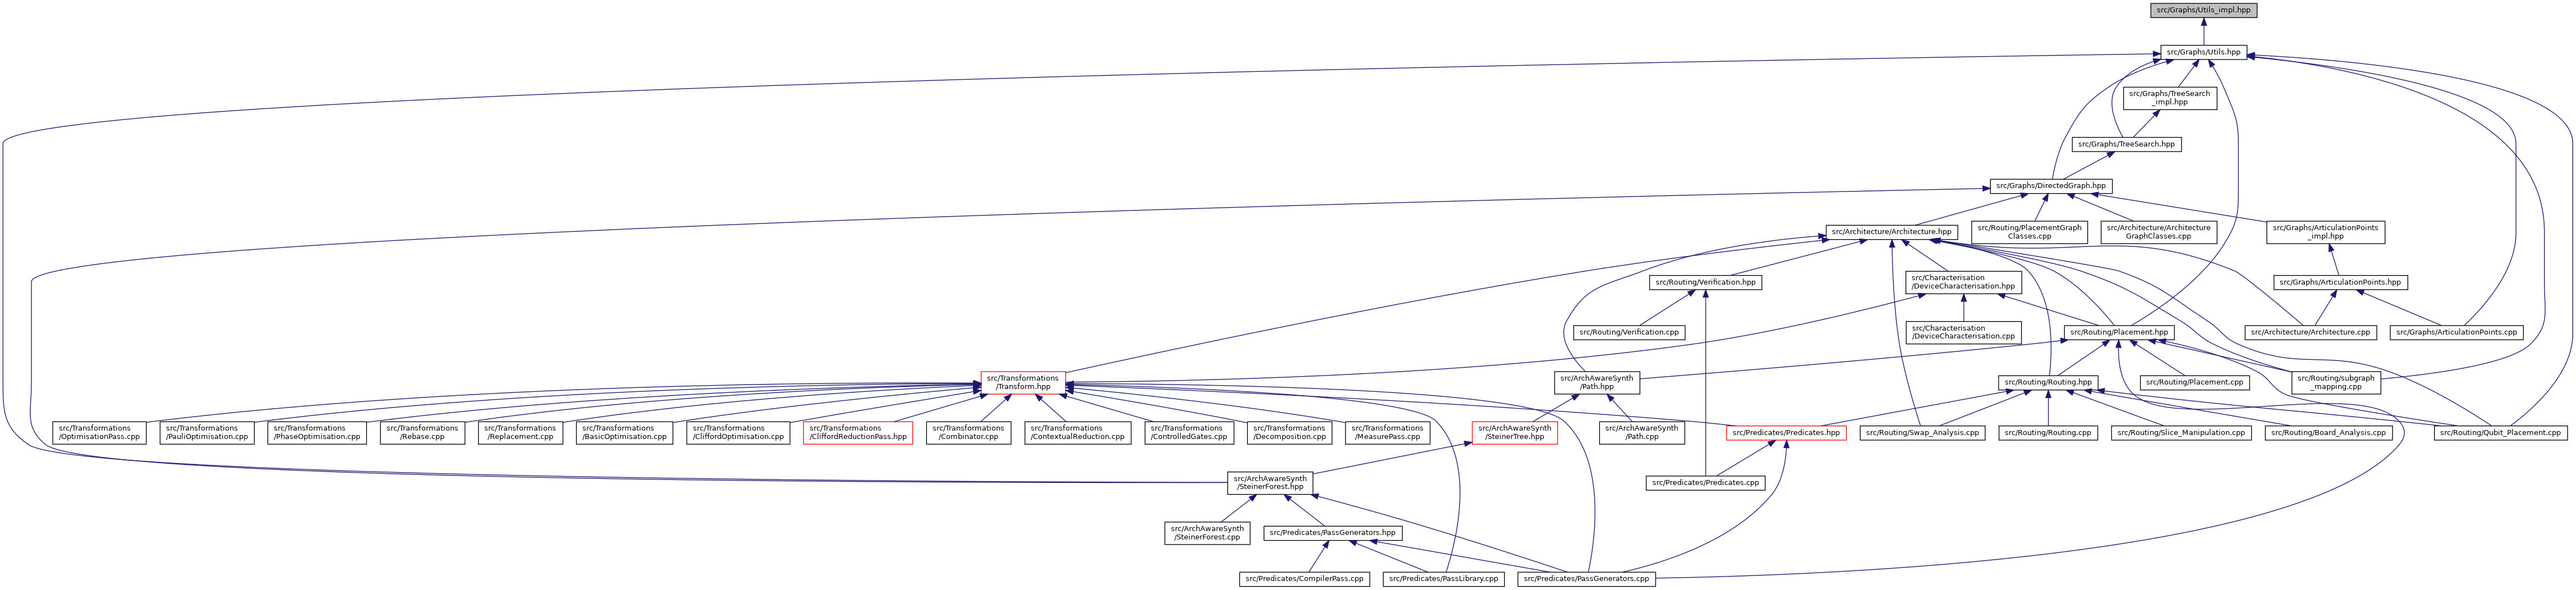 src/Graphs/Utils_impl.hpp
src/Graphs/Utils.hpp
src/Graphs/TreeSearch
_impl.hpp
src/Graphs/TreeSearch.hpp
src/Graphs/DirectedGraph.hpp
src/Architecture/Architecture.hpp
src/Routing/PlacementGraph
Classes.cpp
src/Architecture/Architecture
GraphClasses.cpp
src/Graphs/ArticulationPoints
_impl.hpp
src/Routing/Verification.hpp
src/Characterisation
/DeviceCharacterisation.hpp
src/Graphs/ArticulationPoints.hpp
src/Routing/Verification.cpp
src/Characterisation
/DeviceCharacterisation.cpp
src/Routing/Placement.hpp
src/Architecture/Architecture.cpp
src/Graphs/ArticulationPoints.cpp
src/Transformations
/Transform.hpp
src/ArchAwareSynth
/Path.hpp
src/Routing/Routing.hpp
src/Routing/Placement.cpp
src/Routing/subgraph
_mapping.cpp
src/Transformations
/OptimisationPass.cpp
src/Transformations
/PauliOptimisation.cpp
src/Transformations
/PhaseOptimisation.cpp
src/Transformations
/Rebase.cpp
src/Transformations
/Replacement.cpp
src/Transformations
/BasicOptimisation.cpp
src/Transformations
/CliffordOptimisation.cpp
src/Transformations
/CliffordReductionPass.hpp
src/Transformations
/Combinator.cpp
src/Transformations
/ContextualReduction.cpp
src/Transformations
/ControlledGates.cpp
src/Transformations
/Decomposition.cpp
src/Transformations
/MeasurePass.cpp
src/ArchAwareSynth
/SteinerTree.hpp
src/ArchAwareSynth
/Path.cpp
src/Predicates/Predicates.hpp
src/Routing/Swap_Analysis.cpp
src/Routing/Routing.cpp
src/Routing/Slice_Manipulation.cpp
src/Routing/Board_Analysis.cpp
src/Routing/Qubit_Placement.cpp
src/ArchAwareSynth
/SteinerForest.hpp
src/Predicates/Predicates.cpp
src/ArchAwareSynth
/SteinerForest.cpp
src/Predicates/PassGenerators.hpp
src/Predicates/CompilerPass.cpp
src/Predicates/PassLibrary.cpp
src/Predicates/PassGenerators.cpp